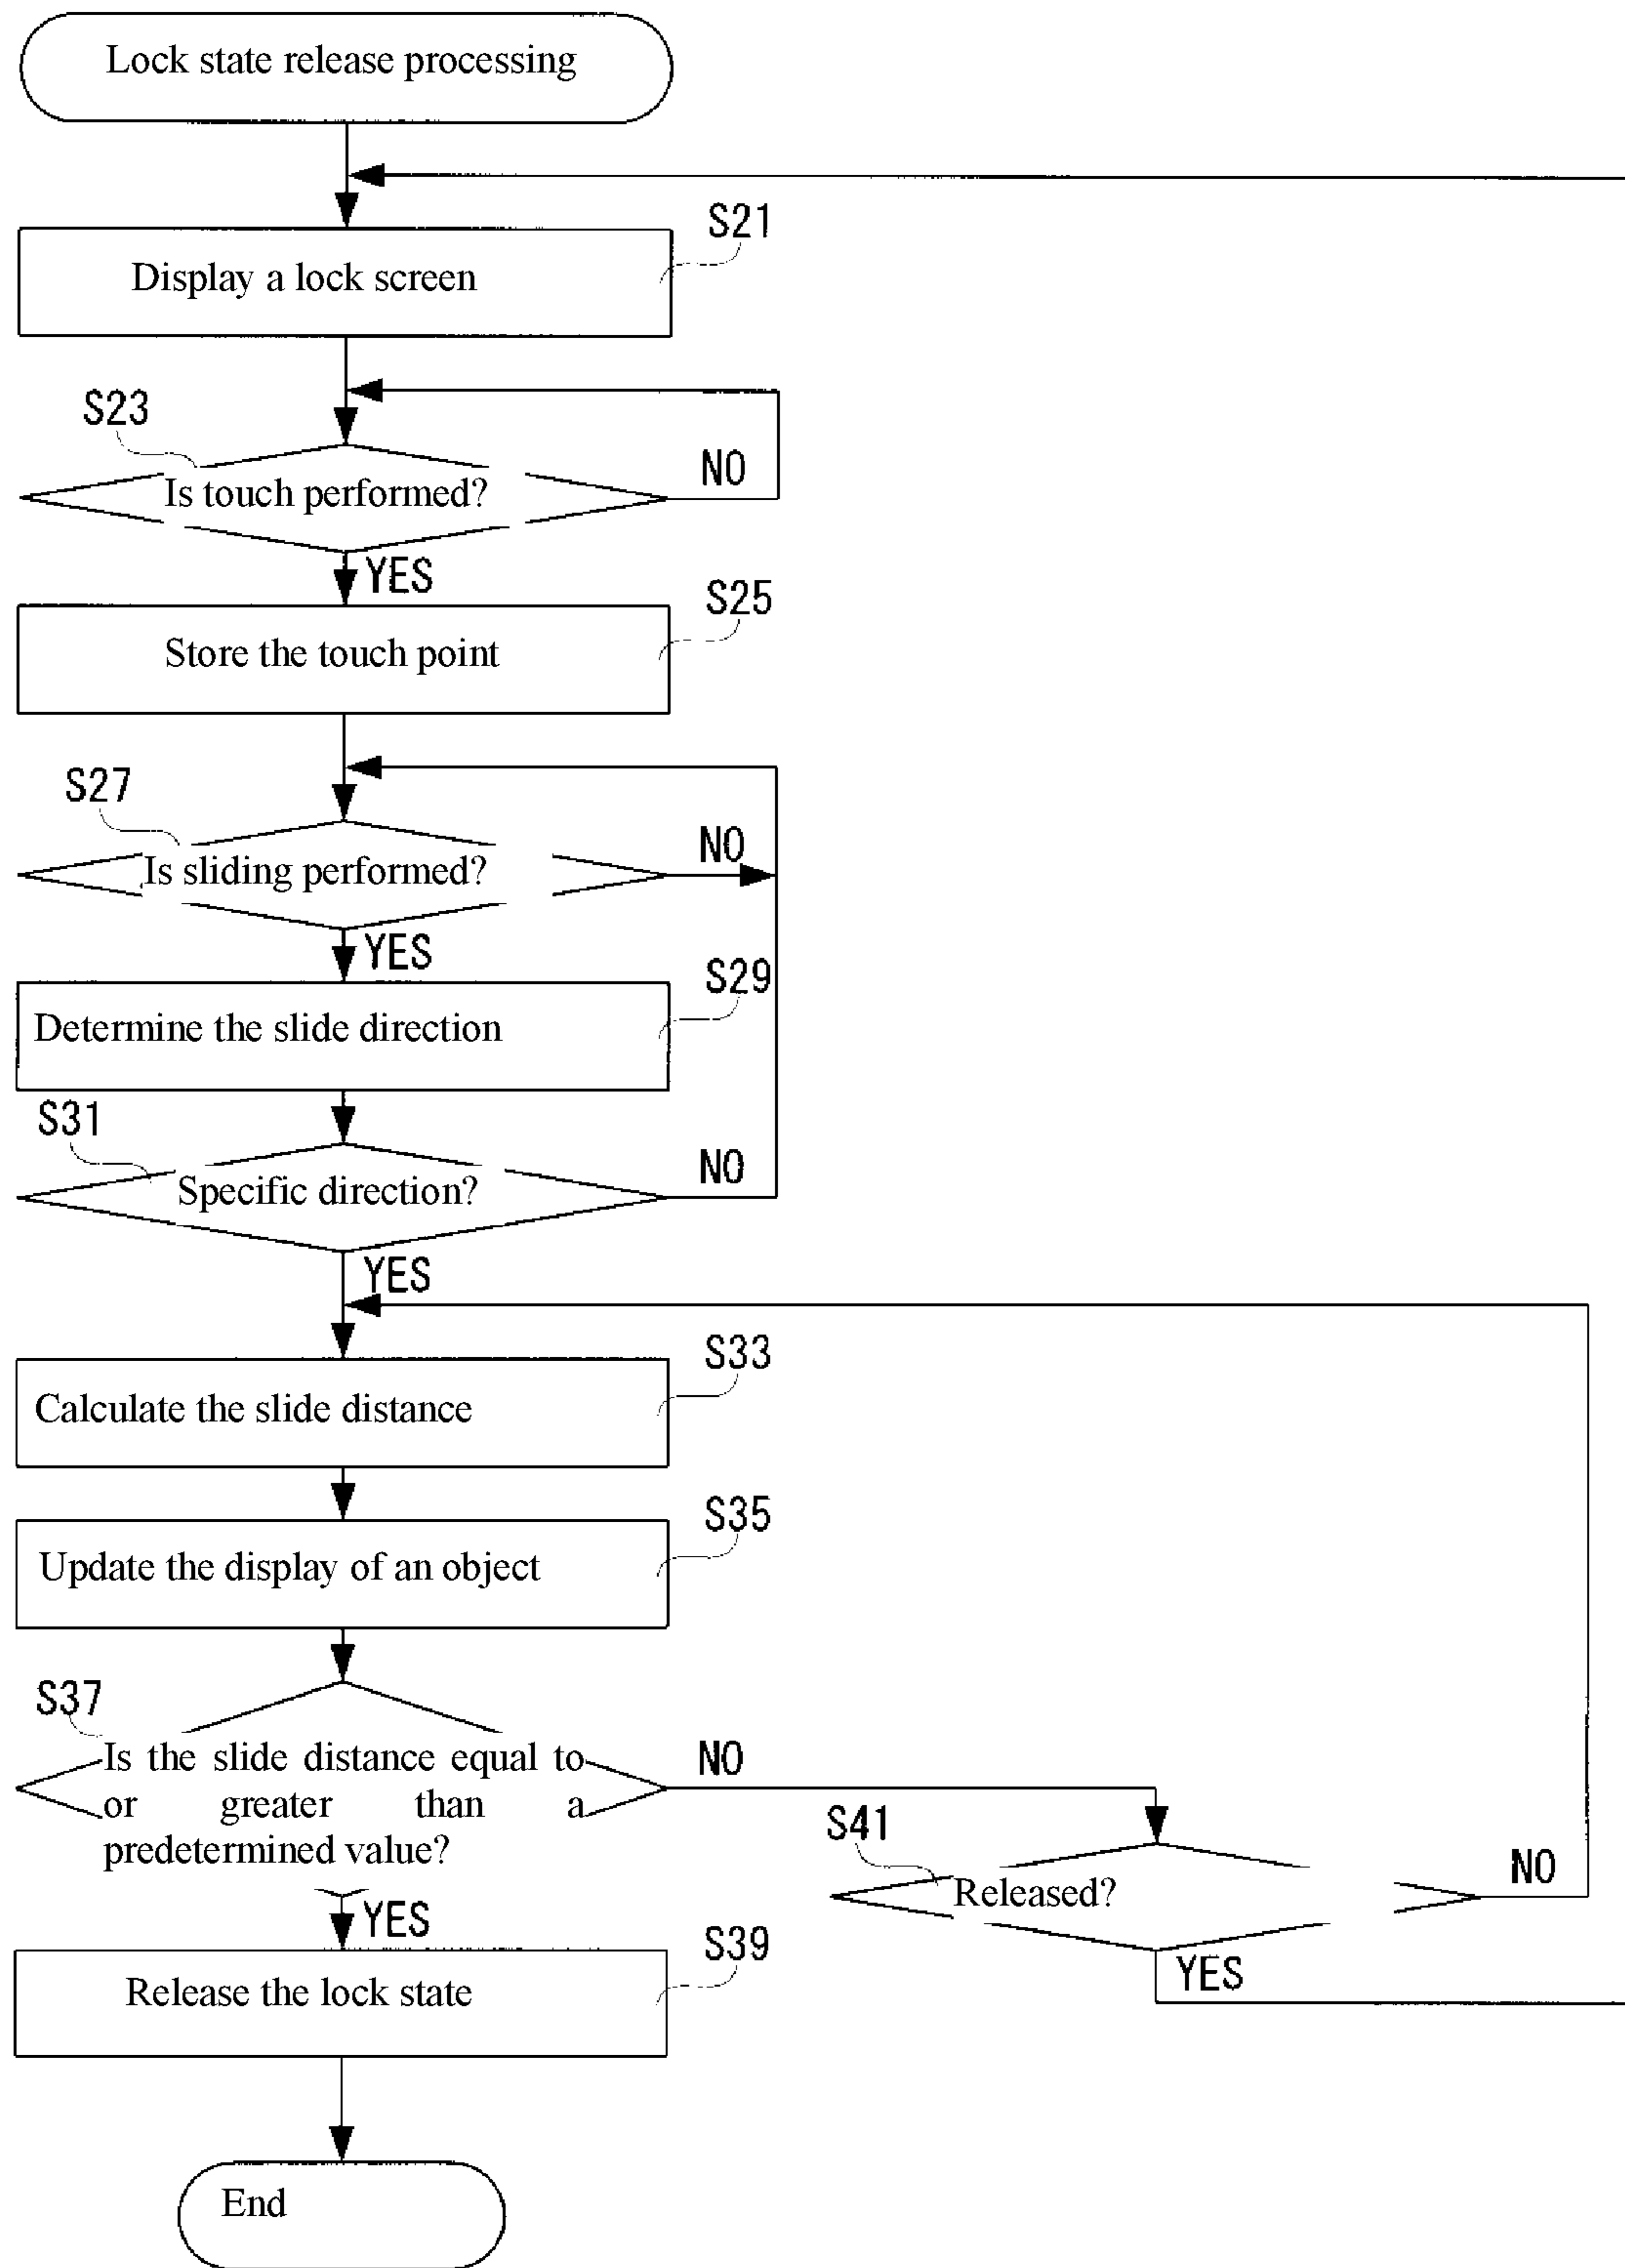 Lock state release processing
S21
Display a lock screen
S23
Is touch performed?
NO
YES
S25
Store the touch point
S27
Is sliding performed?
NO
YES
S29
Determine the slide direction
S31
Specific direction?
NO
YES
S33
Calculate the slide distance
S35
Update the display of an object
S37
Is the slide distance equal to
or greater than a
predetermined value?
NO
S41
Released?
NO
YES
YES
S39
Release the lock state
End